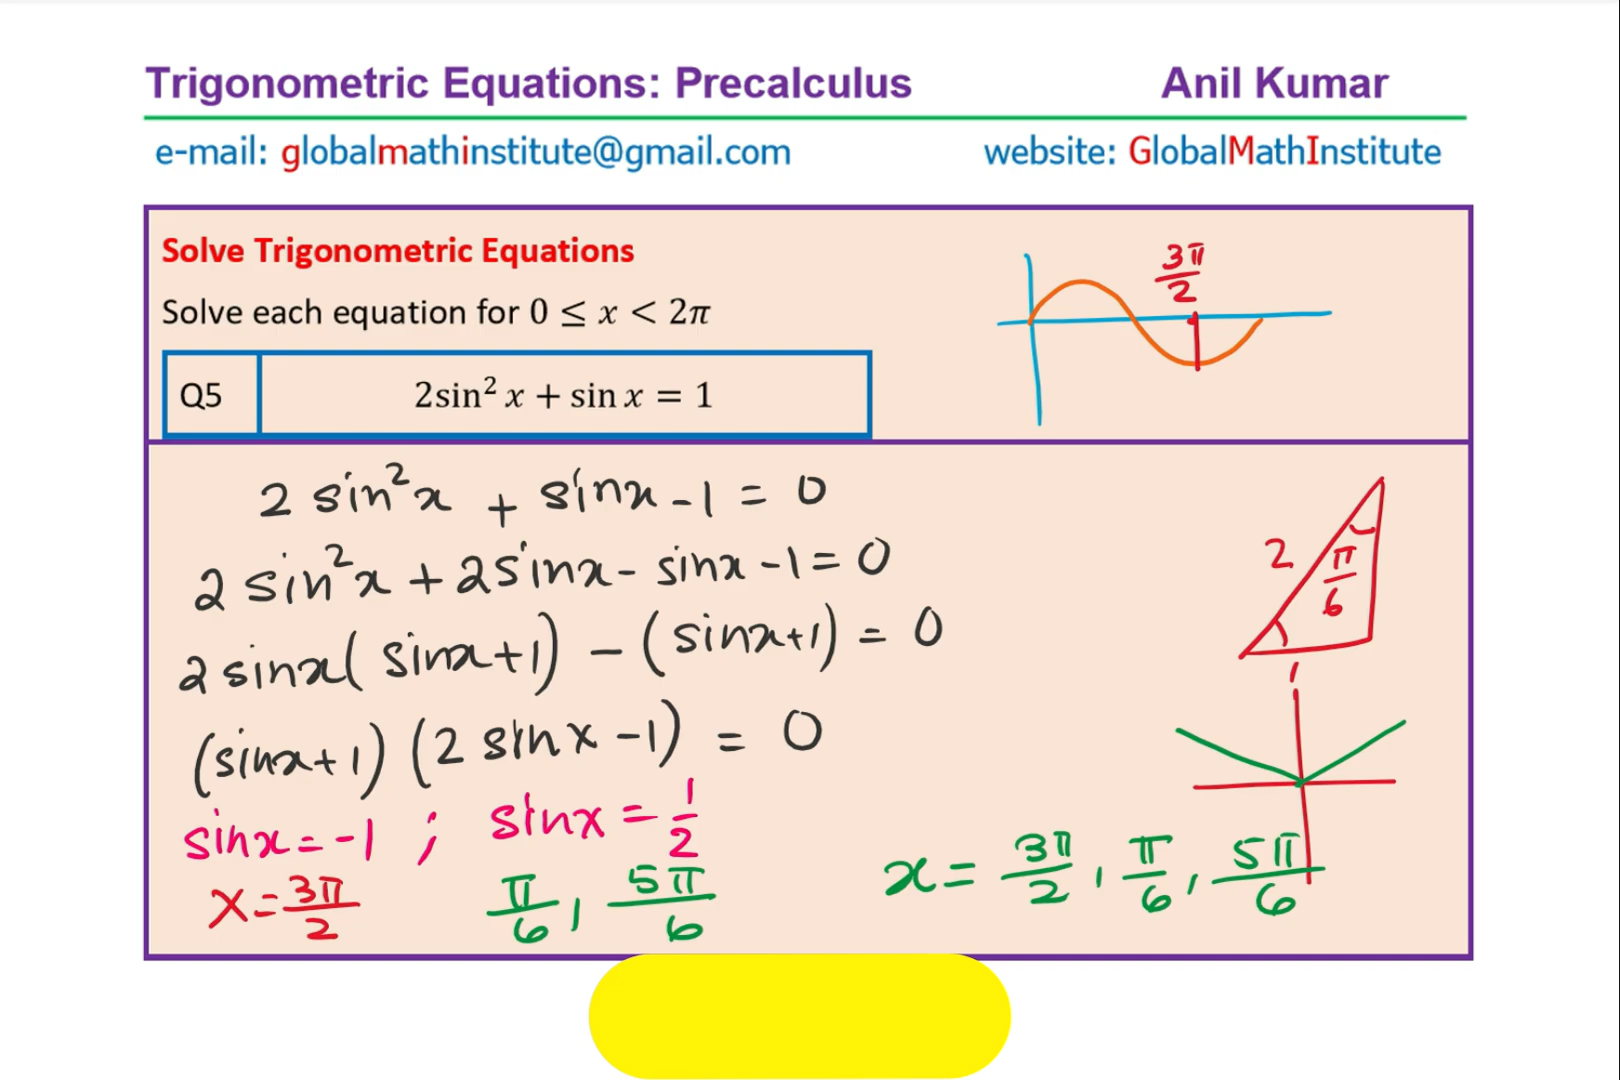 Trigonometric Equations: Precalculus Anil Kumar
e-mail: globalmathinstitute@gmail.com website: GlobalMathInstitute
Solve Trigonometric Equations
Solve each equation for 0 ≤ x < 2π
Q5 2sin² x + sin x = 1
3π/2
2 sin²x + sinx - 1 = 0
2 sin²x + 2sinx - sinx - 1 = 0
2 sinx( sinx+1) - (sinx+1) = 0
(sinx+1) (2 sinx - 1) = 0
sinx = -1 ; sinx = 1/2
x = 3π/2 π/6, 5π/6
2 π/6
1
x = 3π/2, π/6, 5π/6